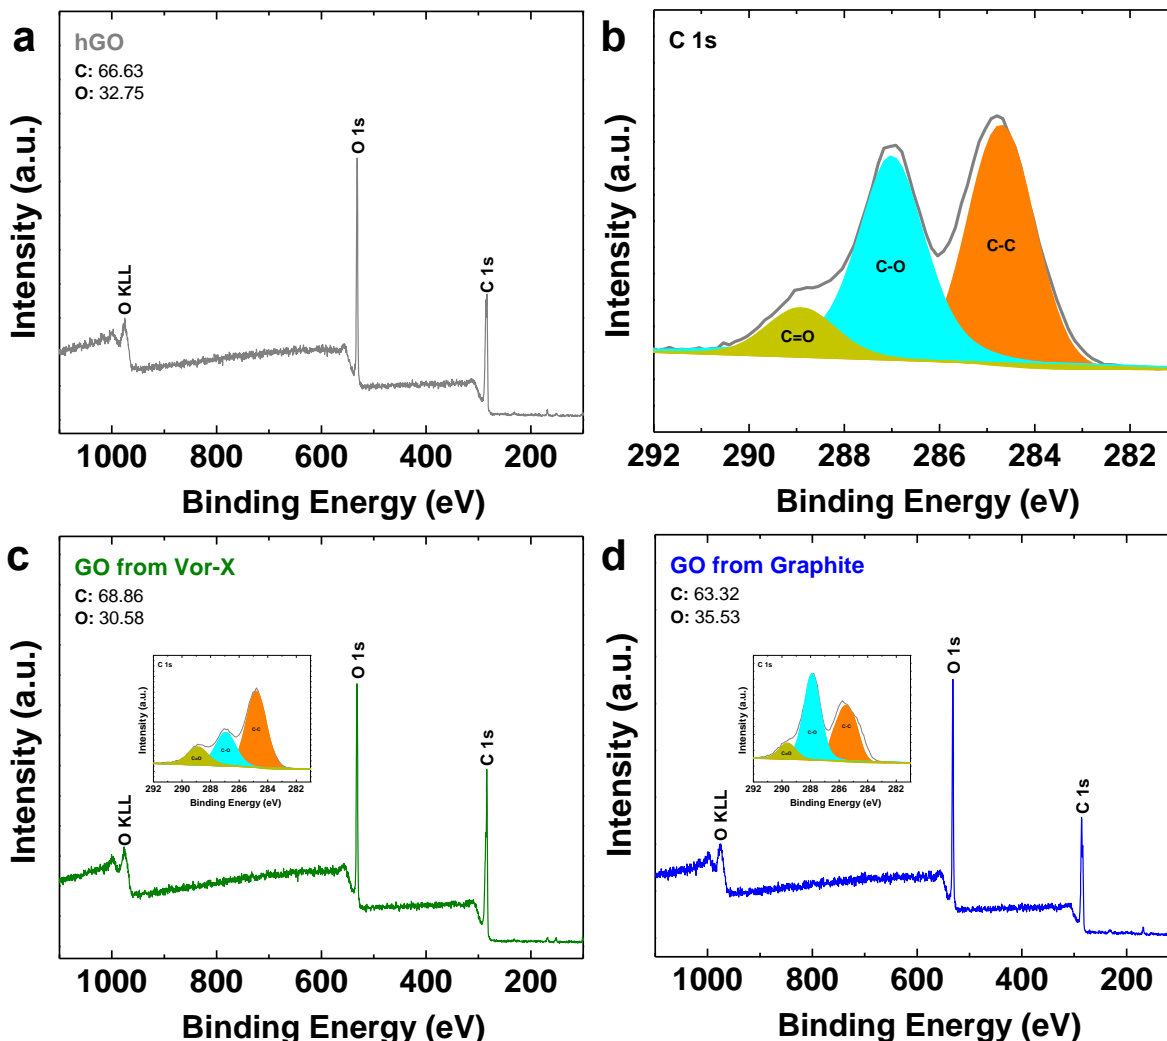 a
hGO
C: 66.63
O: 32.75
O KLL
O 1s
C 1s
Intensity (a.u.)
1000 800 600 400 200
Binding Energy (eV)
b
C 1s
C=O
C-O
C-C
Intensity (a.u.)
292 290 288 286 284 282
Binding Energy (eV)
c
GO from Vor-X
C: 68.86
O: 30.58
O KLL
O 1s
C 1s
C 1s
C=O
C-O
C-C
Intensity (a.u.)
292 290 288 286 284 282
Binding Energy (eV)
Intensity (a.u.)
1000 800 600 400 200
Binding Energy (eV)
d
GO from Graphite
C: 63.32
O: 35.53
O KLL
O 1s
C 1s
C 1s
C=O
C-O
C-C
Intensity (a.u.)
292 290 288 286 284 282
Binding Energy (eV)
Intensity (a.u.)
1000 800 600 400 200
Binding Energy (eV)